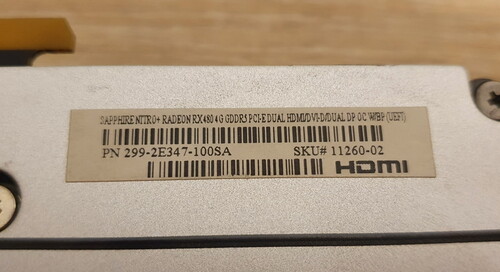 SAPPHIRE NITRO+ RADEON RX480 4G GDDR5 PCI-E DUAL HDMI/DVI-D/DUAL DP OC W/BP (UEFI)
PN 299-2E347-100SA SKU# 11260-02
HDMI